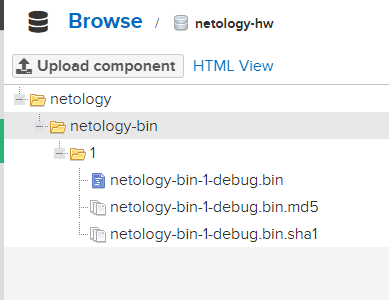 Browse / netology-hw
Upload component HTML View
netology
netology-bin
1
netology-bin-1-debug.bin
netology-bin-1-debug.bin.md5
netology-bin-1-debug.bin.sha1